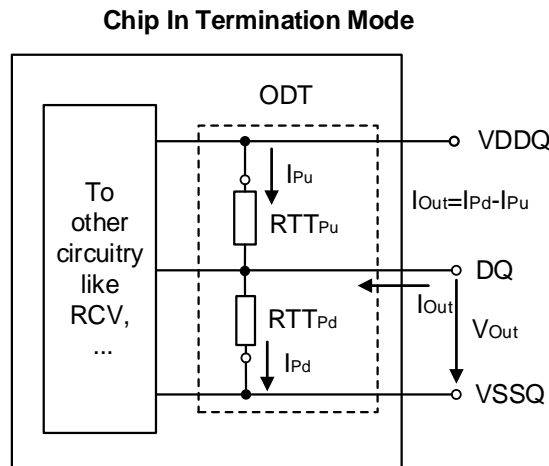 Chip In Termination Mode
ODT
VDDQ
IPu
To
other
circuitry
like
RCV,
...
RTTPu
IOut=IPd-IPu
DQ
IOut
RTTPd
VOut
IPd
VSSQ